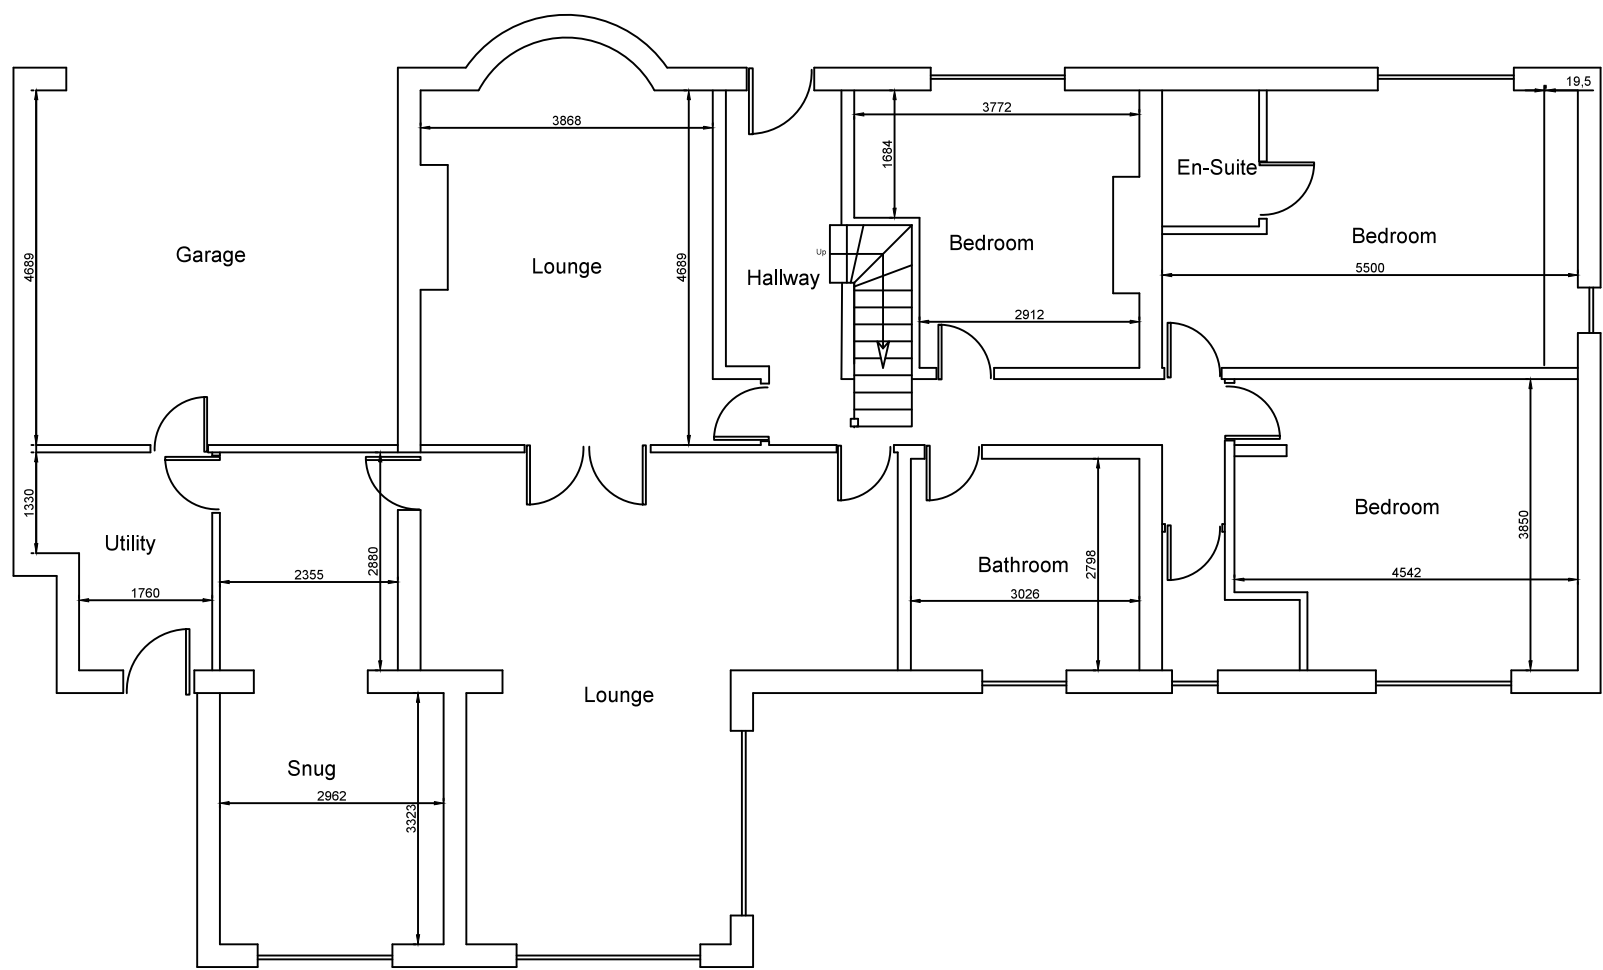 19,5
3868
3772
1684
En-Suite
Garage
4689
Lounge
4689
Hallway
Up
Bedroom
Bedroom
5500
2912
1330
Utility
1760
2355
2880
Bathroom
3026
2798
Bedroom
3850
4542
Lounge
Snug
2962
3323